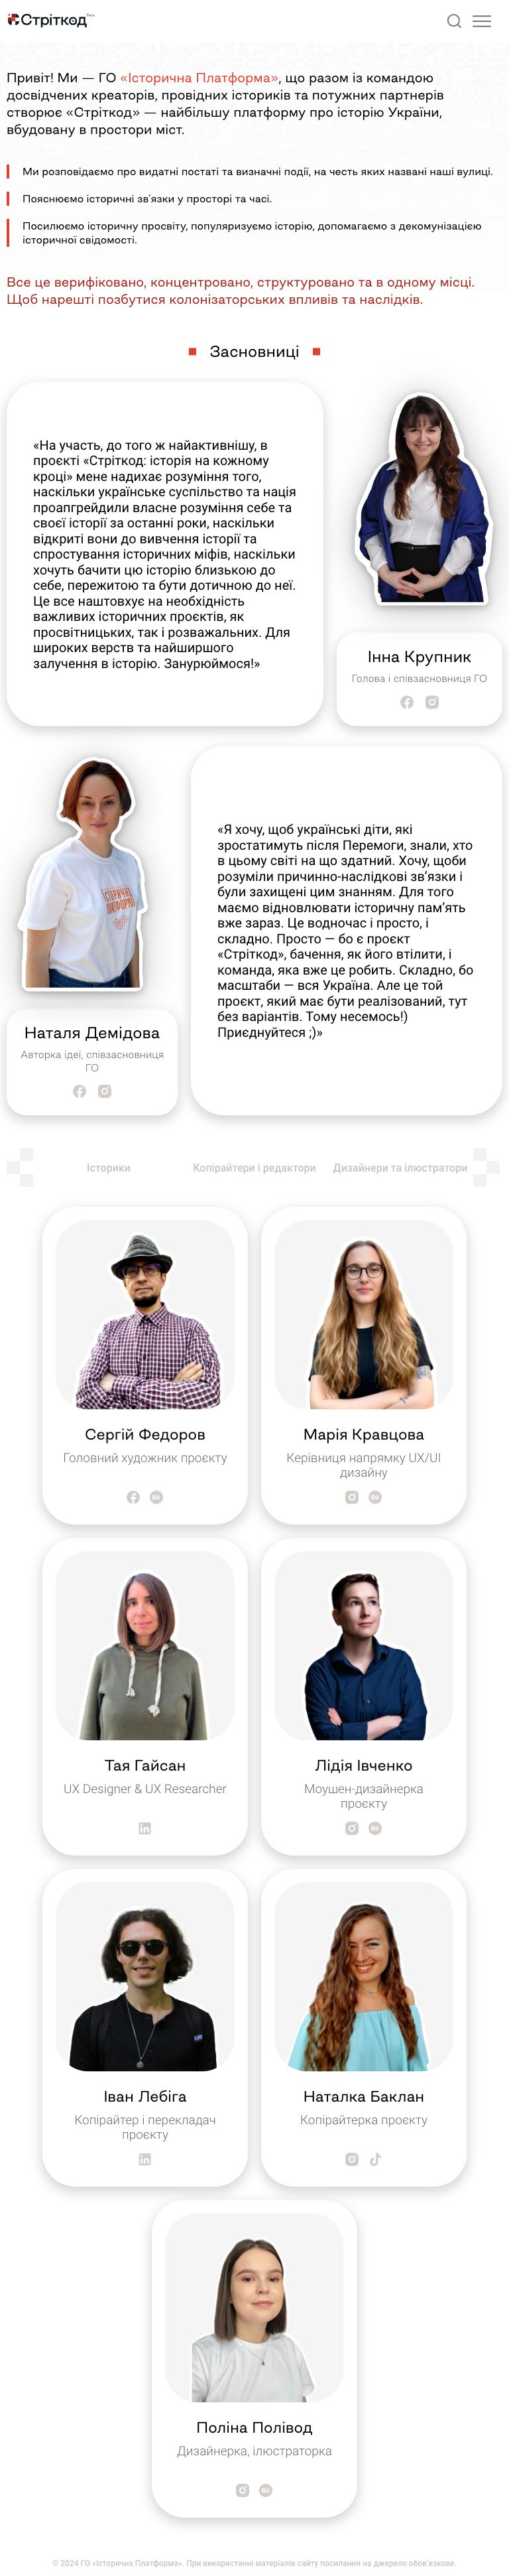 Стріткод Beta
Привіт! Ми — ГО «Історична Платформа», що разом із командою
досвідчених креаторів, провідних істориків та потужних партнерів
створює «Стріткод» — найбільшу платформу про історію України,
вбудовану в простори міст.
Ми розповідаємо про видатні постаті та визначні події, на честь яких названі наші вулиці.
Пояснюємо історичні зв'язки у просторі та часі.
Посилюємо історичну просвіту, популяризуємо історію, допомагаємо з декомунізацією
історичної свідомості.
Все це верифіковано, концентровано, структуровано та в одному місці.
Щоб нарешті позбутися колонізаторських впливів та наслідків.
Засновниці
«На участь, до того ж найактивнішу, в
проєкті «Стріткод: історія на кожному
кроці» мене надихає розуміння того,
наскільки українське суспільство та нація
проапгрейдили власне розуміння себе та
своєї історії за останні роки, наскільки
відкриті вони до вивчення історії та
спростування історичних міфів, наскільки
хочуть бачити цю історію близькою до
себе, пережитою та бути дотичною до неї.
Це все наштовхує на необхідність
важливих історичних проєктів, як
просвітницьких, так і розважальних. Для
широких верств та найширшого
залучення в історію. Занурюймося!»
Інна Крупник
Голова і співзасновниця ГО
«Я хочу, щоб українські діти, які
зростатимуть після Перемоги, знали, хто
в цьому світі на що здатний. Хочу, щоби
розуміли причинно-наслідкові зв’язки і
були захищені цим знанням. Для того
маємо відновлювати історичну пам’ять
вже зараз. Це водночас і просто, і
складно. Просто — бо є проєкт
«Стріткод», бачення, як його втілити, і
команда, яка вже це робить. Складно, бо
масштаби — вся Україна. Але це той
проєкт, який має бути реалізований, тут
без варіантів. Тому несемось!)
Приєднуйтеся ;)»
Наталя Демідова
Авторка ідеї, співзасновниця
ГО
Історики Копірайтери і редактори Дизайнери та ілюстратори
Сергій Федоров
Головний художник проєкту
Марія Кравцова
Керівниця напрямку UX/UI
дизайну
Тая Гайсан
UX Designer & UX Researcher
Лідія Івченко
Моушен-дизайнерка
проєкту
Іван Лебіга
Копірайтер і перекладач
проєкту
Наталка Баклан
Копірайтерка проєкту
Поліна Полівод
Дизайнерка, ілюстраторка
© 2024 ГО «Історична Платформа». При використанні матеріалів сайту посилання на джерело обов’язкове.